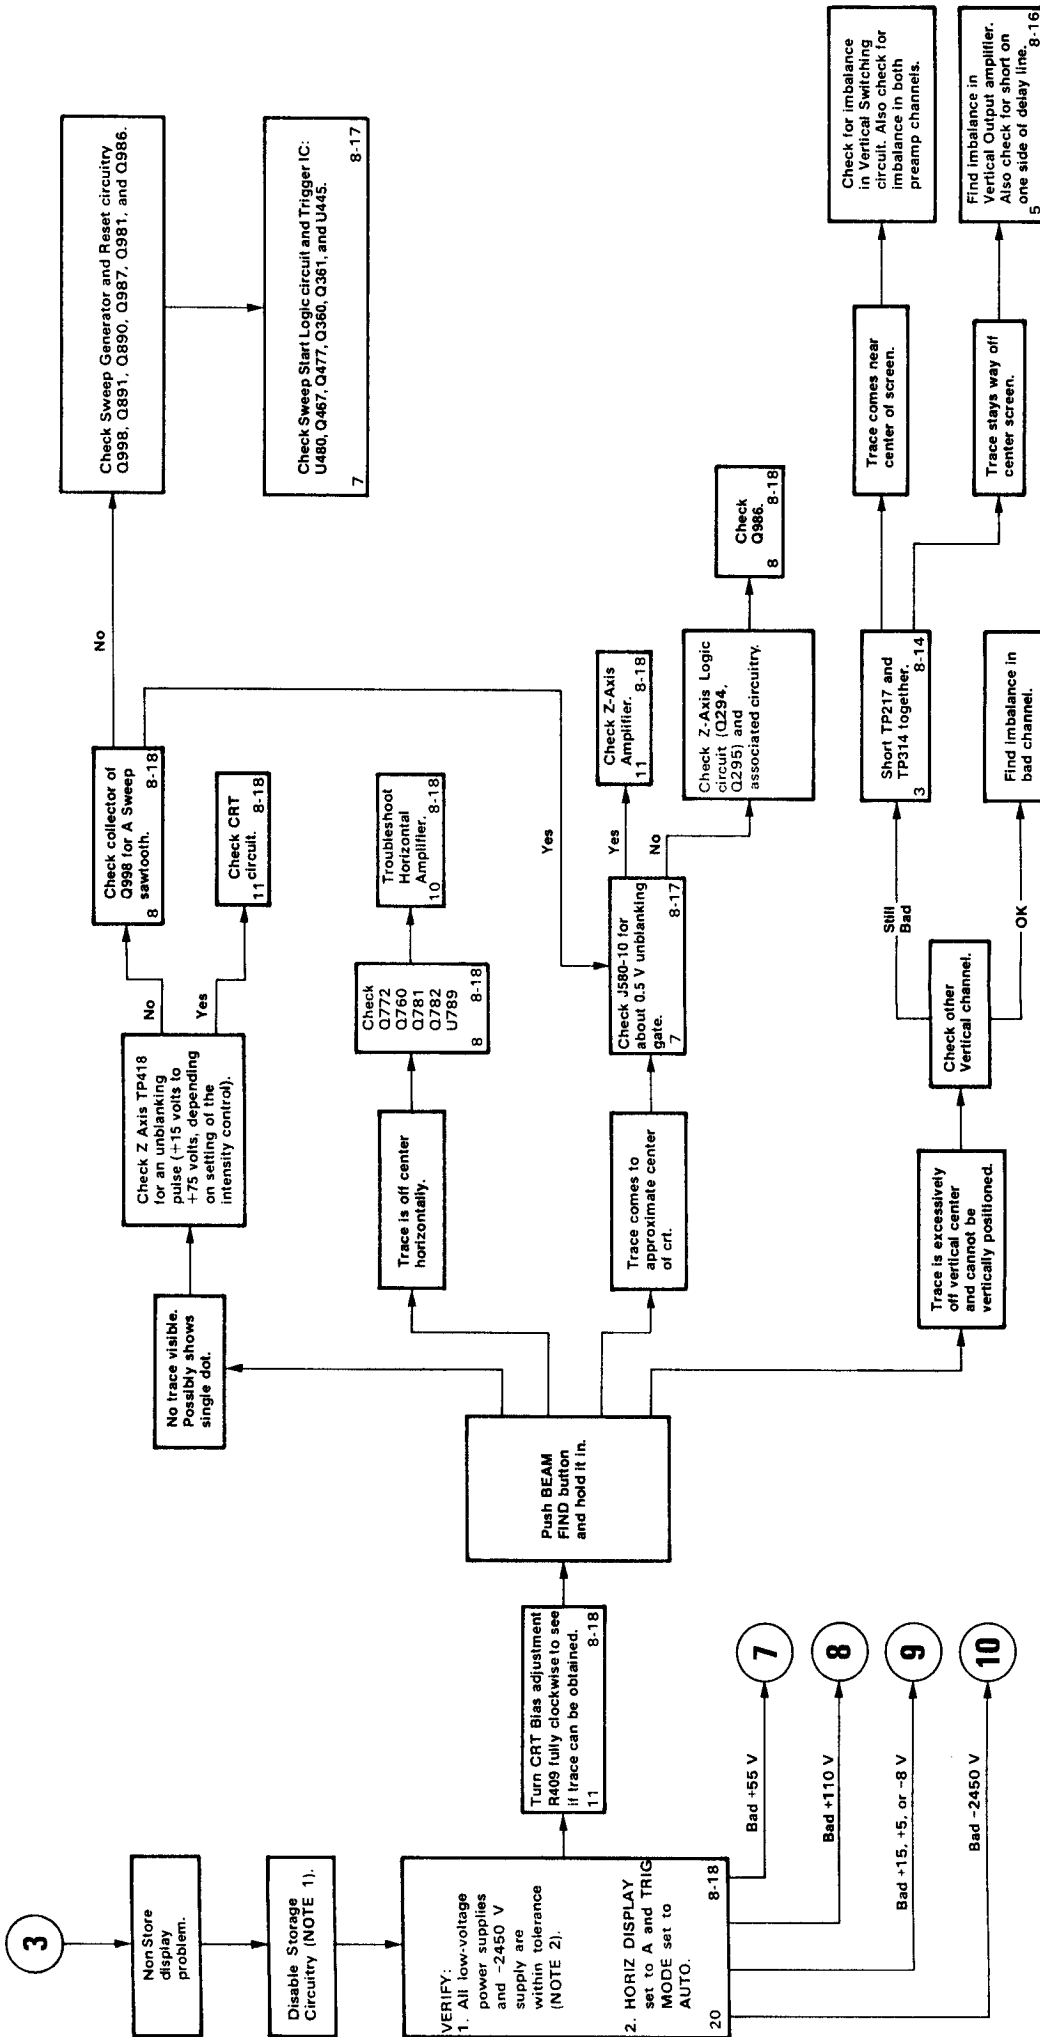 3
Non Store
display
problem.
Disable Storage
Circuitry (NOTE 1).
VERIFY:
1. All low-voltage
power supplies
and -2450 V
supply are
within tolerance
(NOTE 2).
2. HORIZ DISPLAY
set to A and TRIG
MODE set to
AUTO.
20
8-18
Bad +55 V
7
Bad +110 V
8
Bad +15, +5, or -8 V
9
Bad -2450 V
10
Turn CRT Bias adjustment
R409 fully clockwise to see
if trace can be obtained.
11
8-18
Push BEAM
FIND button
and hold it in.
No trace visible.
Possibly shows
single dot.
Check Z Axis TP418
for an unblanking
pulse (+15 volts to
+75 volts, depending
on setting of the
intensity control).
No
Yes
Check collector of
Q998 for A Sweep
sawtooth.
8
8-18
Check CRT
circuit.
11 8-18
No
Yes
Check Sweep Generator and Reset circuitry
Q998, Q891, Q890, Q987, Q981, and Q986.
Check Sweep Start Logic circuit and Trigger IC:
U480, Q467, Q477, Q360, Q361, and U445.
7
8-17
Trace is off center
horizontally.
Check
Q772
Q760
Q781
Q782
U789
8
8-18
Troubleshoot
Horizontal
Amplifier.
10
8-18
Trace comes to
approximate center
of crt.
Check J580-10 for
about 0.5 V unblanking
gate.
7
8-17
Yes
No
Check Z-Axis
Amplifier.
11
8-18
Check Z-Axis Logic
circuit (Q294,
Q295) and
associated circuitry.
Check
Q986.
8
8-18
Trace is excessively
off vertical center
and cannot be
vertically positioned.
Check other
Vertical channel.
Still
Bad
OK
Short TP217 and
TP314 together.
3
8-14
Find imbalance in
bad channel.
Trace comes near
center of screen.
Trace stays way off
center screen.
Check for imbalance
in Vertical Switching
circuit. Also check for
imbalance in both
preamp channels.
Find imbalance in
Vertical Output amplifier.
Also check for short on
one side of delay line.
5
8-16